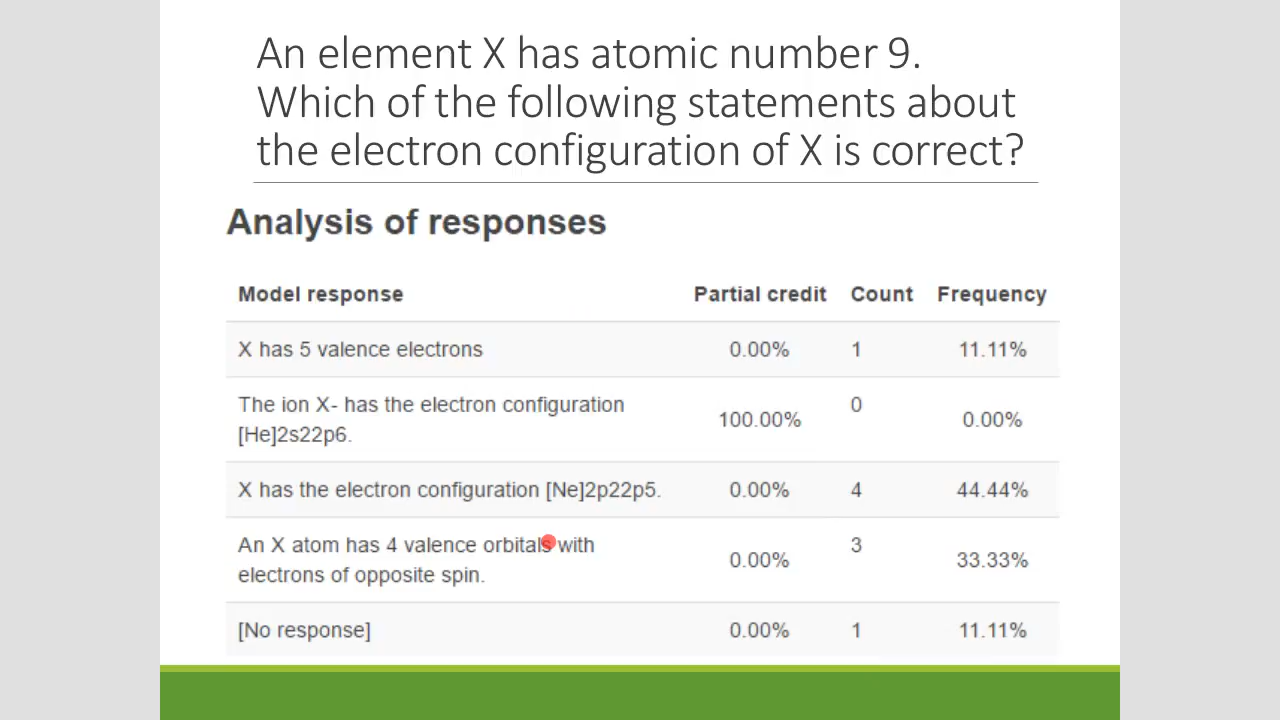 An element X has atomic number 9.
Which of the following statements about
the electron configuration of X is correct?
Analysis of responses
Model response Partial credit Count Frequency
X has 5 valence electrons 0.00% 1 11.11%
The ion X- has the electron configuration
[He]2s22p6. 100.00% 0 0.00%
X has the electron configuration [Ne]2p22p5. 0.00% 4 44.44%
An X atom has 4 valence orbitals with
electrons of opposite spin. 0.00% 3 33.33%
[No response] 0.00% 1 11.11%